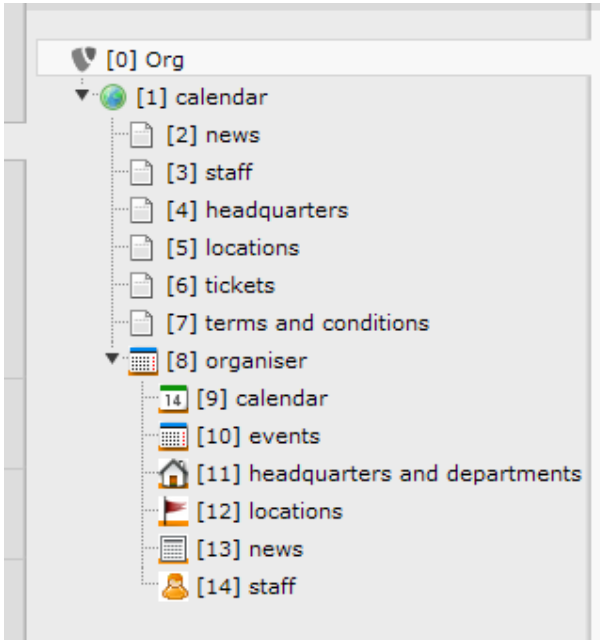 [0] Org
[1] calendar
[2] news
[3] staff
[4] headquarters
[5] locations
[6] tickets
[7] terms and conditions
[8] organiser
14 [9] calendar
[10] events
[11] headquarters and departments
[12] locations
[13] news
[14] staff